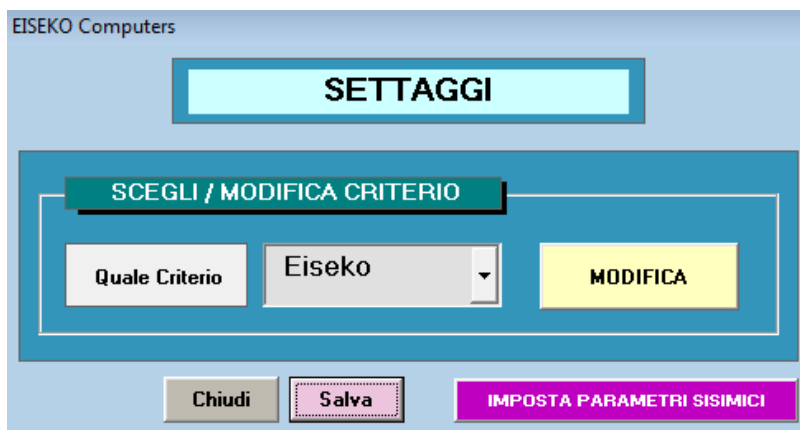 EISEKO Computers
SETTAGGI
SCEGLI / MODIFICA CRITERIO
Quale Criterio
Eiseko
MODIFICA
Chiudi
Salva
IMPOSTA PARAMETRI SISIMICI